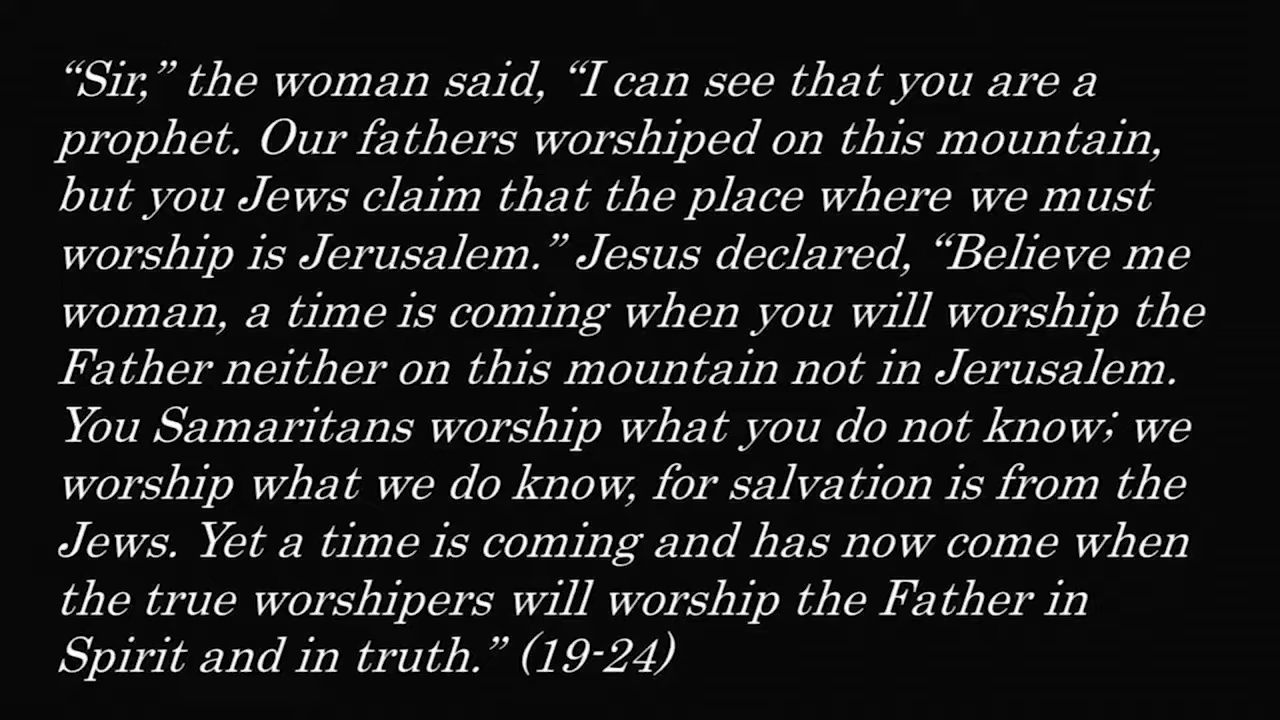 “Sir,” the woman said, “I can see that you are a
prophet. Our fathers worshiped on this mountain,
but you Jews claim that the place where we must
worship is Jerusalem.” Jesus declared, “Believe me
woman, a time is coming when you will worship the
Father neither on this mountain not in Jerusalem.
You Samaritans worship what you do not know; we
worship what we do know, for salvation is from the
Jews. Yet a time is coming and has now come when
the true worshipers will worship the Father in
Spirit and in truth.” (19-24)